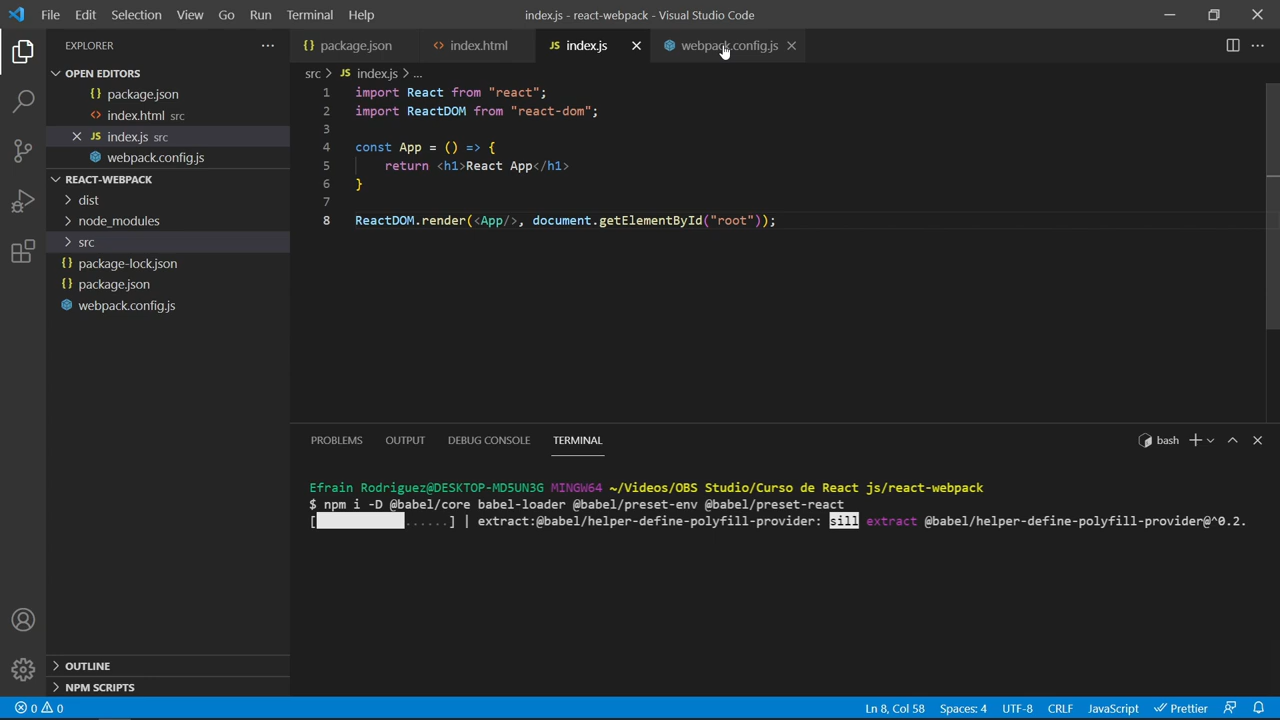 File Edit Selection View Go Run Terminal Help
index.js - react-webpack - Visual Studio Code
EXPLORER
OPEN EDITORS
package.json
index.html src
index.js src
webpack.config.js
REACT-WEBPACK
dist
node_modules
src
package-lock.json
package.json
webpack.config.js
OUTLINE
NPM SCRIPTS
package.json index.html JS index.js webpack.config.js
src > JS index.js > ...
1 import React from "react";
2 import ReactDOM from "react-dom";
3
4 const App = () => {
5 return <h1>React App</h1>
6 }
7
8 ReactDOM.render(<App/>, document.getElementById("root"));
PROBLEMS OUTPUT DEBUG CONSOLE TERMINAL
bash
Efrain Rodriguez@DESKTOP-MD5UN3G MINGW64 ~/Videos/OBS Studio/Curso de React js/react-webpack
$ npm i -D @babel/core babel-loader @babel/preset-env @babel/preset-react
[ ......] | extract:@babel/helper-define-polyfill-provider: sill extract @babel/helper-define-polyfill-provider@^0.2.
0 0 Ln 8, Col 58 Spaces: 4 UTF-8 CRLF JavaScript Prettier